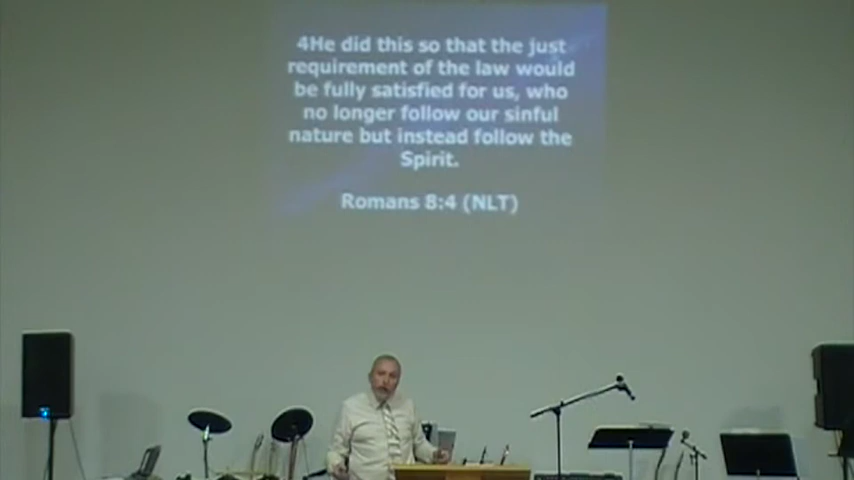 4He did this so that the just
requirement of the law would
be fully satisfied for us, who
no longer follow our sinful
nature but instead follow the
Spirit.
Romans 8:4 (NLT)